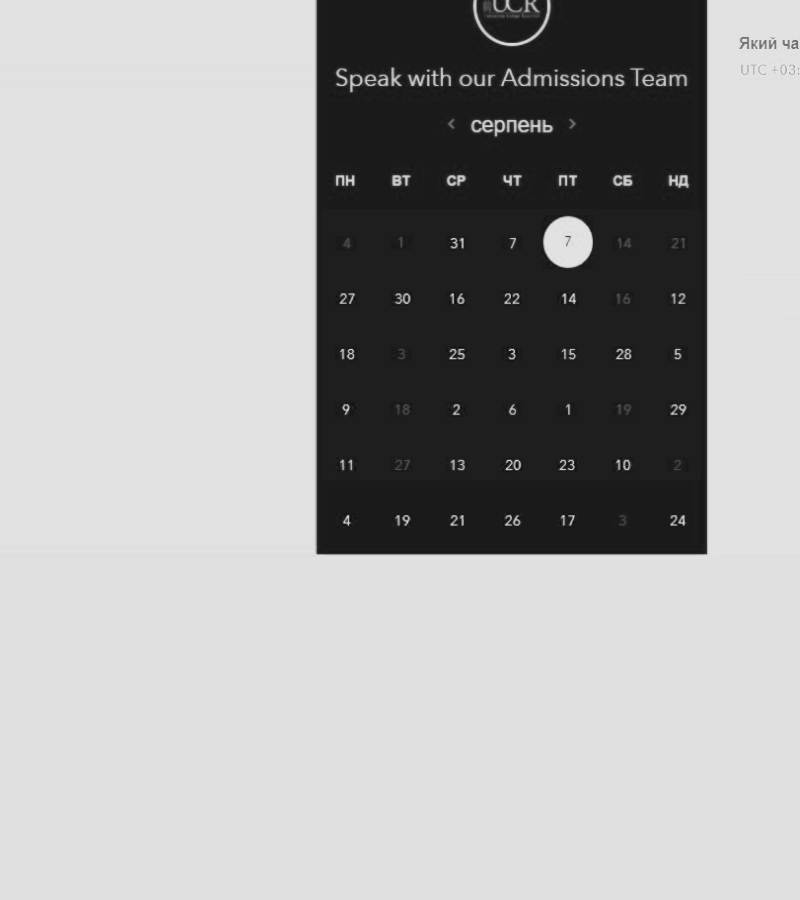 UCR
Speak with our Admissions Team
< серпень >
ПН ВТ СР ЧТ ПТ СБ НД
4 1 31 7 7 14 21
27 30 16 22 14 16 12
18 3 25 3 15 28 5
9 18 2 6 1 19 29
11 27 13 20 23 10 2
4 19 21 26 17 3 24
Який ча
UTC +03: